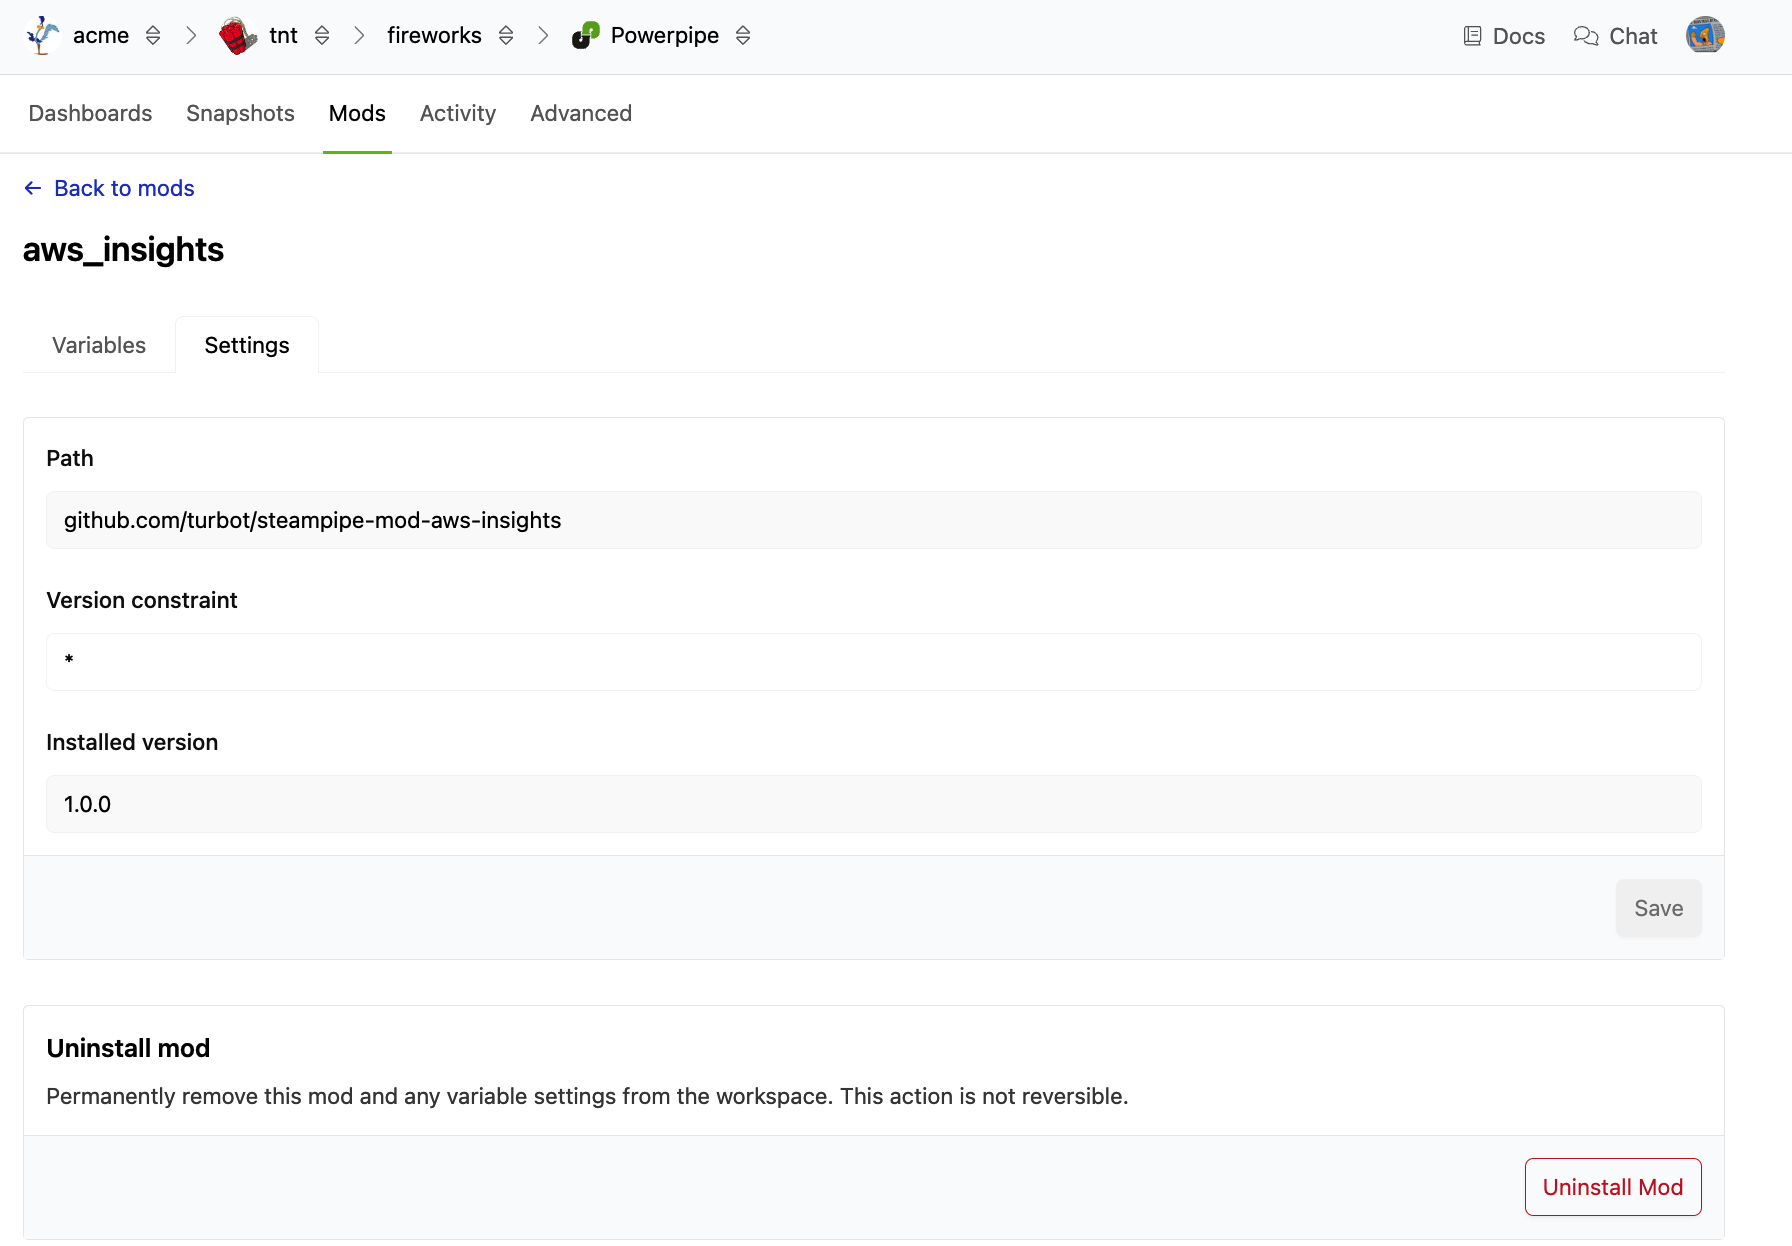 acme tnt fireworks Powerpipe Docs Chat
Dashboards Snapshots Mods Activity Advanced
← Back to mods
aws_insights
Variables Settings
Path
github.com/turbot/steampipe-mod-aws-insights
Version constraint
*
Installed version
1.0.0
Save
Uninstall mod
Permanently remove this mod and any variable settings from the workspace. This action is not reversible.
Uninstall Mod